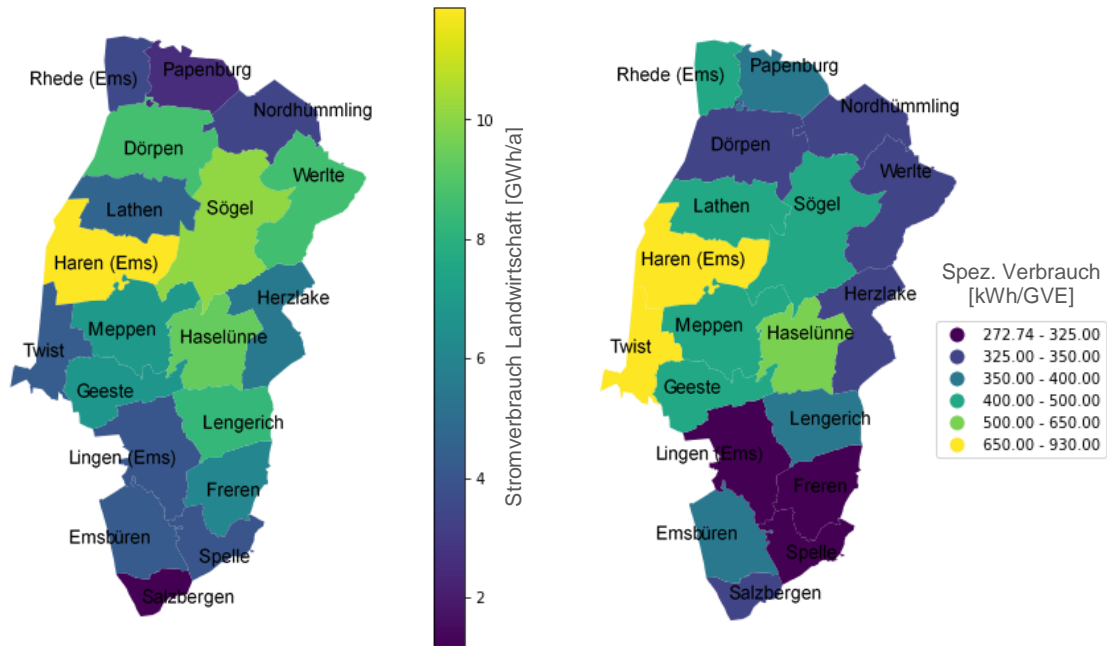 Rhede (Ems)
Papenburg
Nordhümmling
Dörpen
Werlte
Lathen
Sögel
Haren (Ems)
Herzlake
Meppen
Haselünne
Twist
Geeste
Lengerich
Lingen (Ems)
Freren
Emsbüren
Spelle
Salzbergen
10
8
6
4
2
Stromverbrauch Landwirtschaft [GWh/a]
Rhede (Ems)
Papenburg
Nordhümmling
Dörpen
Werlte
Lathen
Sögel
Haren (Ems)
Herzlake
Meppen
Haselünne
Twist
Geeste
Lengerich
Lingen (Ems)
Freren
Emsbüren
Spelle
Salzbergen
Spez. Verbrauch
[kWh/GVE]
272.74 - 325.00
325.00 - 350.00
350.00 - 400.00
400.00 - 500.00
500.00 - 650.00
650.00 - 930.00